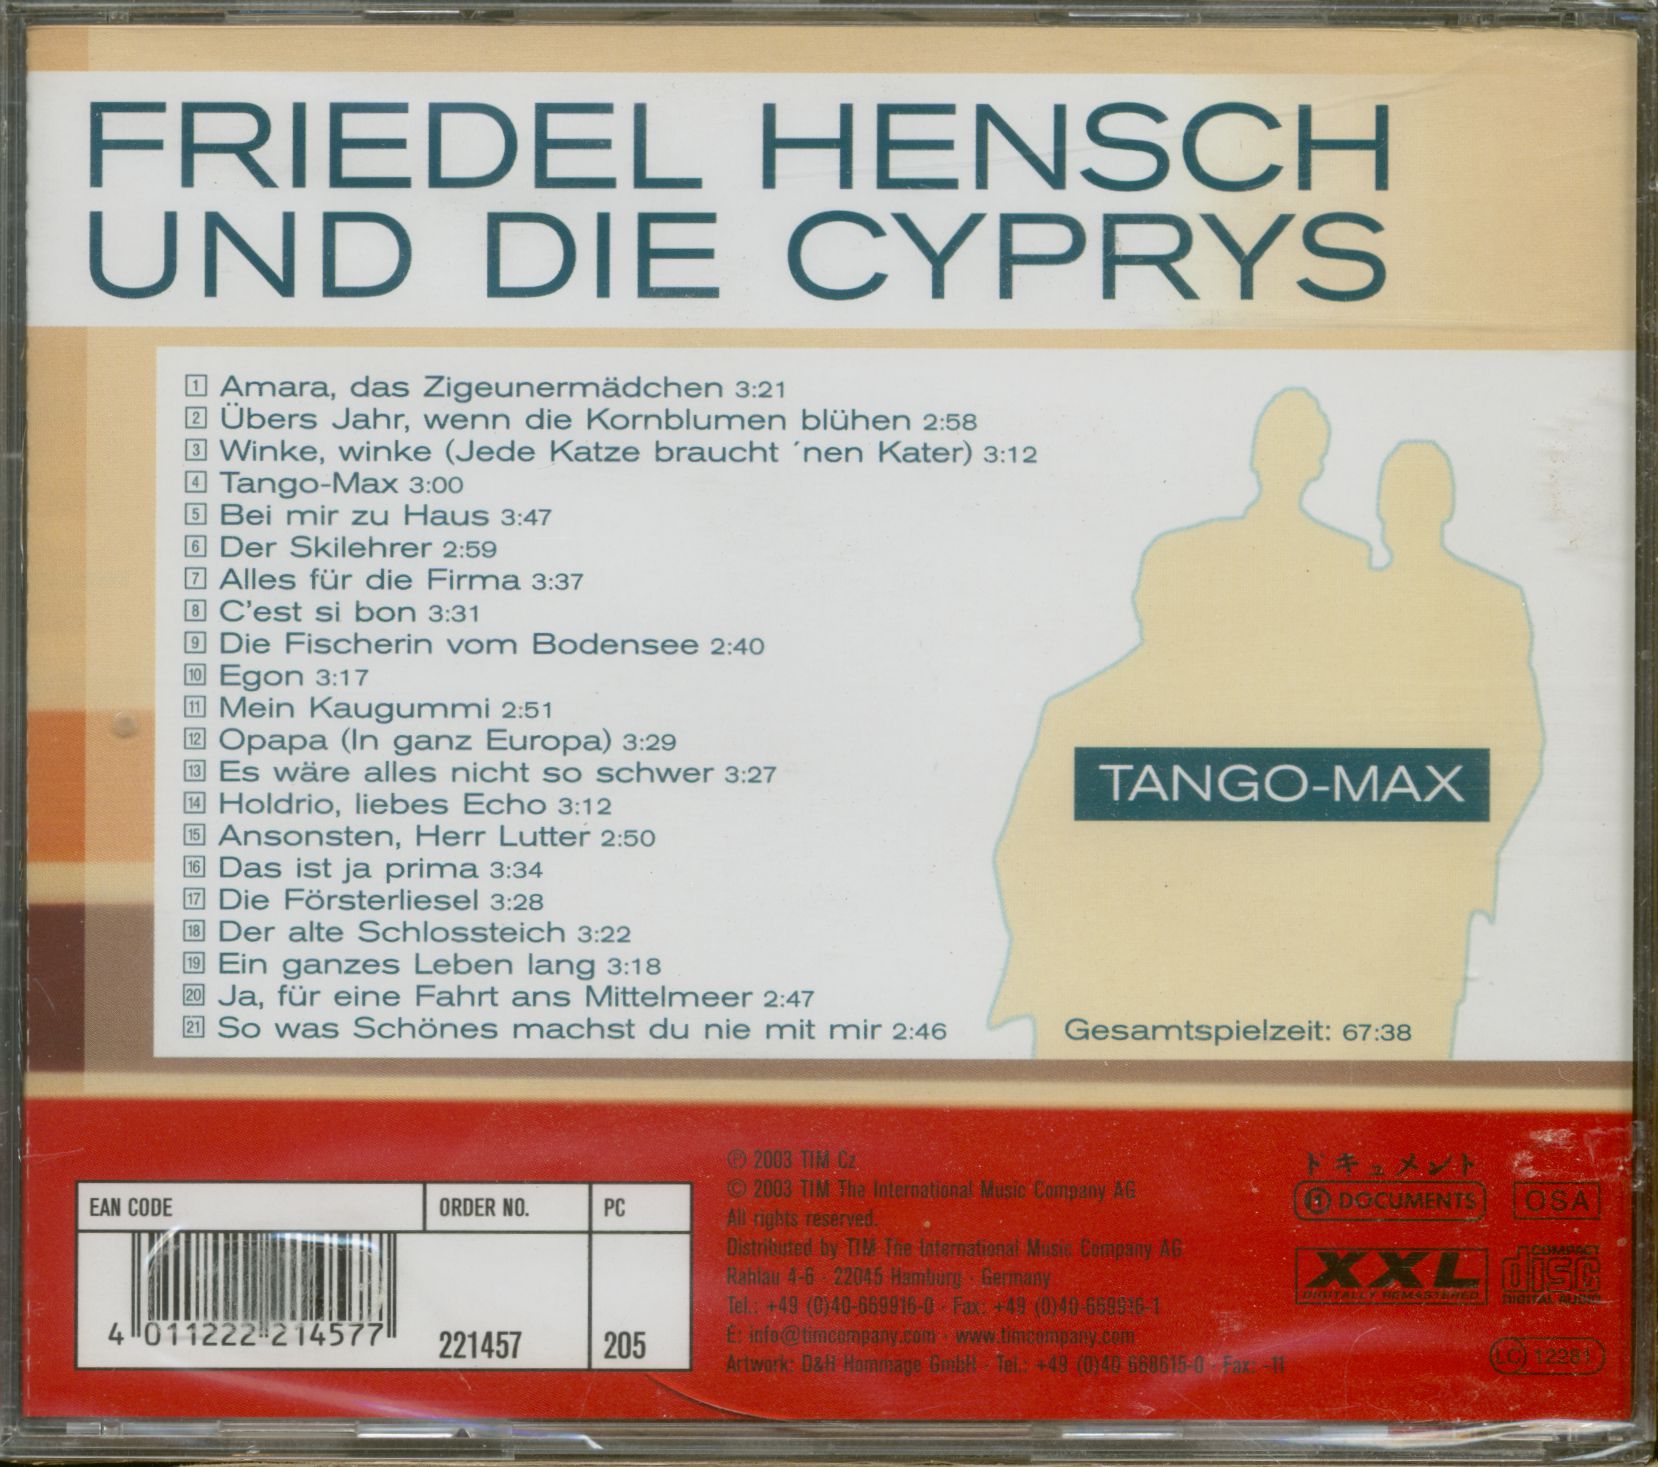 FRIEDEL HENSCH
UND DIE CYPRYS
1 Amara, das Zigeunermädchen 3:21
2 Übers Jahr, wenn die Kornblumen blühen 2:58
3 Winke, winke (Jede Katze braucht ´nen Kater) 3:12
4 Tango-Max 3:00
5 Bei mir zu Haus 3:47
6 Der Skilehrer 2:59
7 Alles für die Firma 3:37
8 C'est si bon 3:31
9 Die Fischerin vom Bodensee 2:40
10 Egon 3:17
11 Mein Kaugummi 2:51
12 Opapa (In ganz Europa) 3:29
13 Es wäre alles nicht so schwer 3:27
14 Holdrio, liebes Echo 3:12
15 Ansonsten, Herr Lutter 2:50
16 Das ist ja prima 3:34
17 Die Försterliesel 3:28
18 Der alte Schlossteich 3:22
19 Ein ganzes Leben lang 3:18
20 Ja, für eine Fahrt ans Mittelmeer 2:47
21 So was Schönes machst du nie mit mir 2:46
TANGO-MAX
Gesamtspielzeit: 67:38
EAN CODE
ORDER NO.
PC
4 011222 214577
221457
205
℗ 2003 TIM Cz
© 2003 TIM The International Music Company AG
All rights reserved.
Distributed by TIM The International Music Company AG
Rahlau 4-6 · 22045 Hamburg · Germany
Tel.: +49 (0)40-669916-0 · Fax: +49 (0)40-669916-1
E: info@timcompany.com · www.timcompany.com
Artwork: D&H Hommage GmbH · Tel.: +49 (0)40 668615-0 · Fax: -11
ドキュメント
DOCUMENTS
OSA
XXL
DIGITALLY REMASTERED
COMPACT
disc
DIGITAL AUDIO
LC 12281